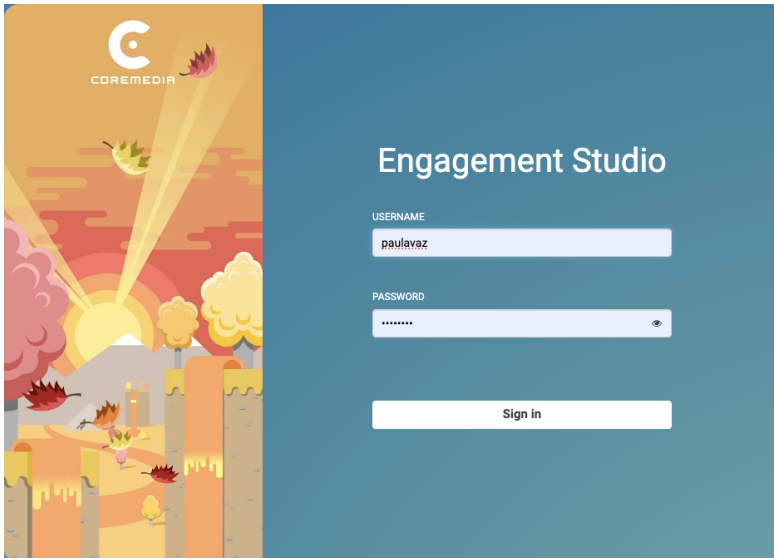 COREMEDIA
Engagement Studio
USERNAME
paulavaz
PASSWORD
••••••••
Sign in